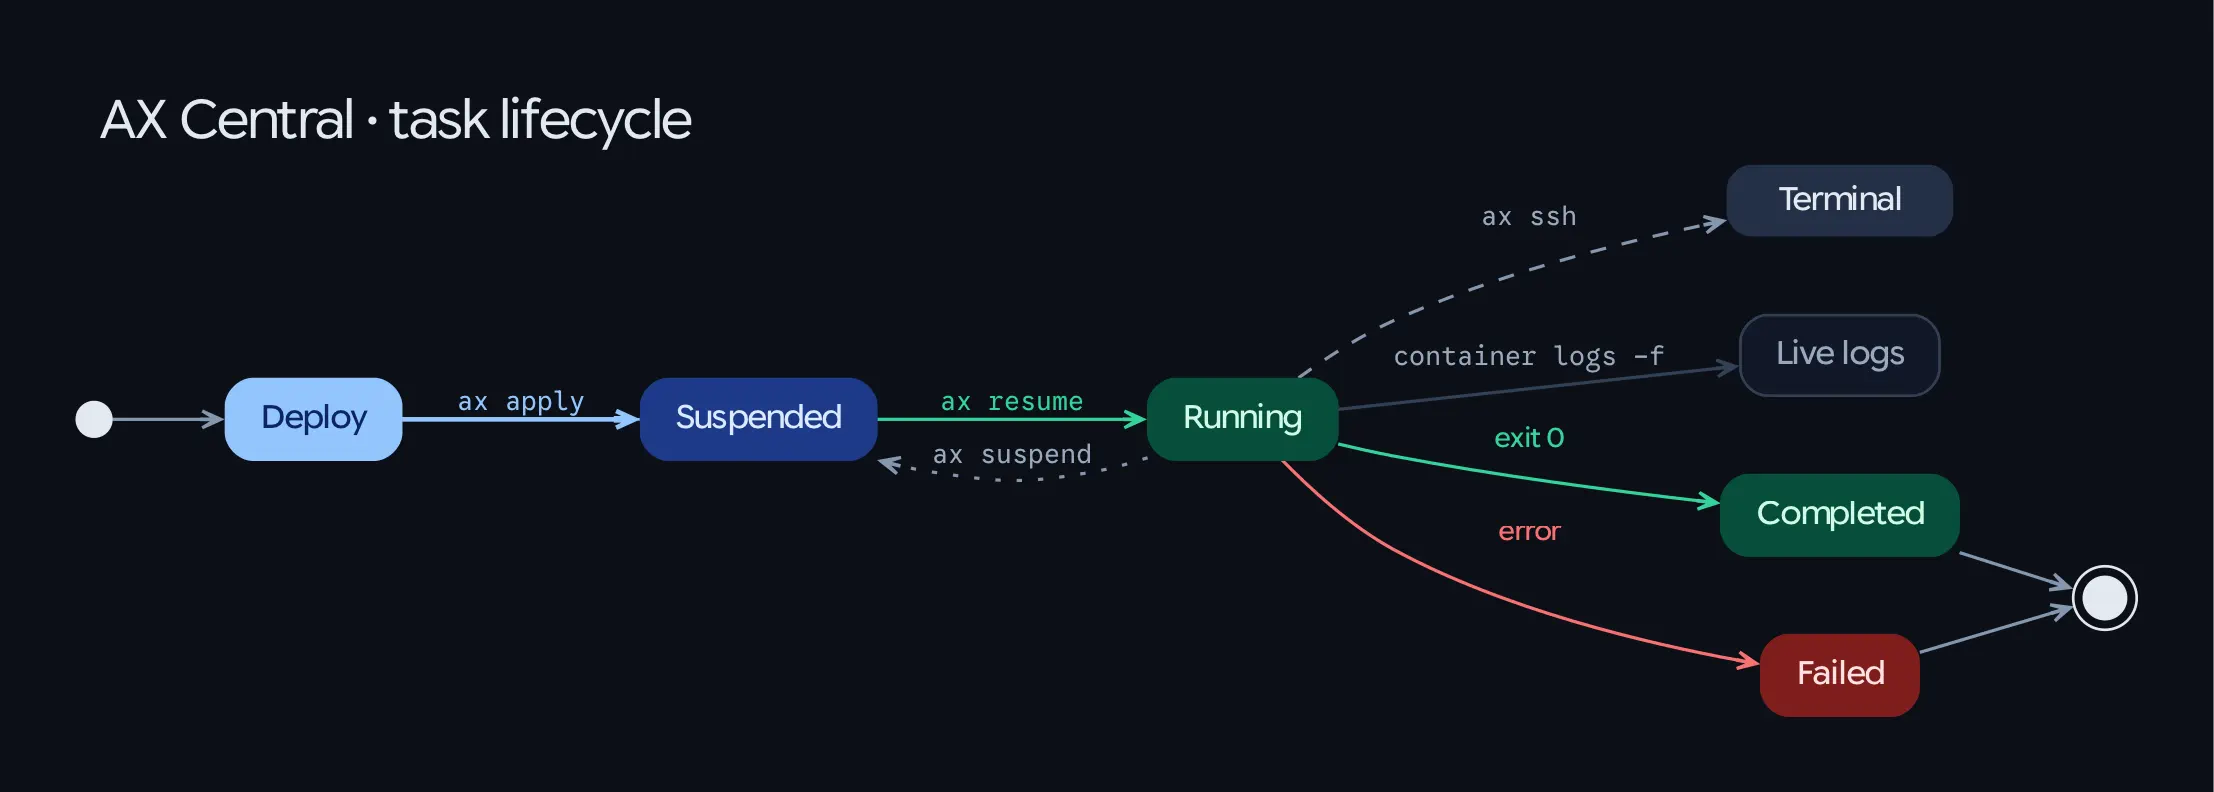 AX Central · task lifecycle
Terminal
ax ssh
container logs -f
Live logs
Deploy
ax apply
Suspended
ax resume
Running
ax suspend
exit 0
Completed
error
Failed